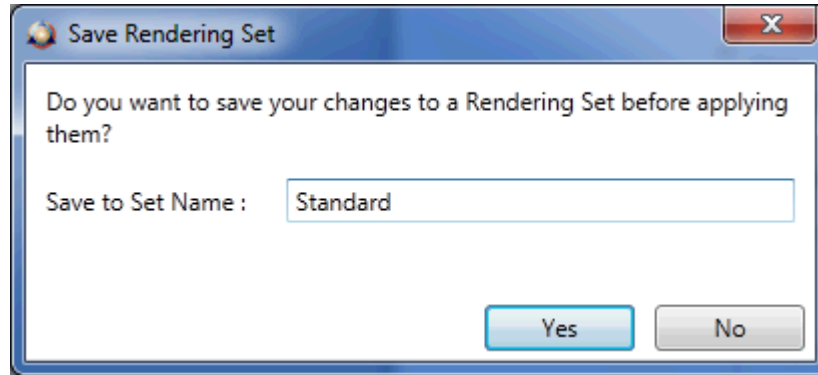 Save Rendering Set
Do you want to save your changes to a Rendering Set before applying
them?
Save to Set Name :
Standard
Yes
No